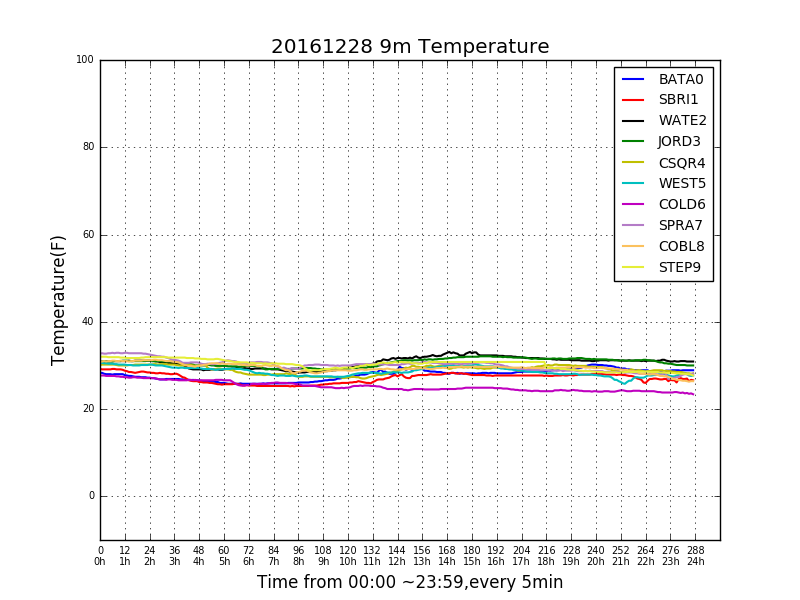 20161228 9m Temperature
100
80
60
40
20
0
Temperature(F)
BATA0
SBRI1
WATE2
JORD3
CSQR4
WEST5
COLD6
SPRA7
COBL8
STEP9
0 12 24 36 48 60 72 84 96 108 120 132 144 156 168 180 192 204 216 228 240 252 264 276 288
0h 1h 2h 3h 4h 5h 6h 7h 8h 9h 10h 11h 12h 13h 14h 15h 16h 17h 18h 19h 20h 21h 22h 23h 24h
Time from 00:00 ~23:59,every 5min